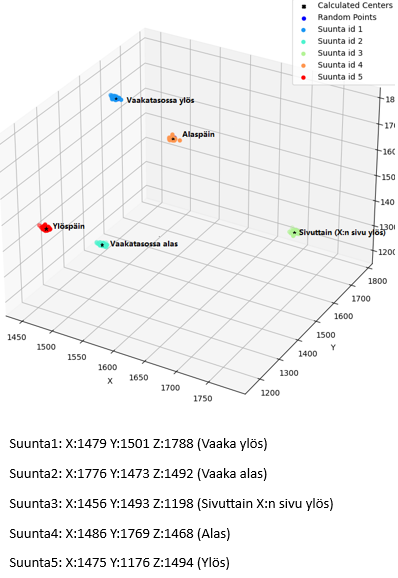 Calculated Centers
Random Points
Suunta id 1
Suunta id 2
Suunta id 3
Suunta id 4
Suunta id 5
Vaakatasossa ylös
Alaspäin
Ylöspäin
Vaakatasossa alas
Sivuttain (X:n sivu ylös)
1700
1600
1500
1400
1300
1200
1450
1500
1550
1600
1650
1700
1750
X
1200
1300
1400
1500
1600
1700
1800
Y
Suunta1: X:1479 Y:1501 Z:1788 (Vaaka ylös)
Suunta2: X:1776 Y:1473 Z:1492 (Vaaka alas)
Suunta3: X:1456 Y:1493 Z:1198 (Sivuttain X:n sivu ylös)
Suunta4: X:1486 Y:1769 Z:1468 (Alas)
Suunta5: X:1475 Y:1176 Z:1494 (Ylös)